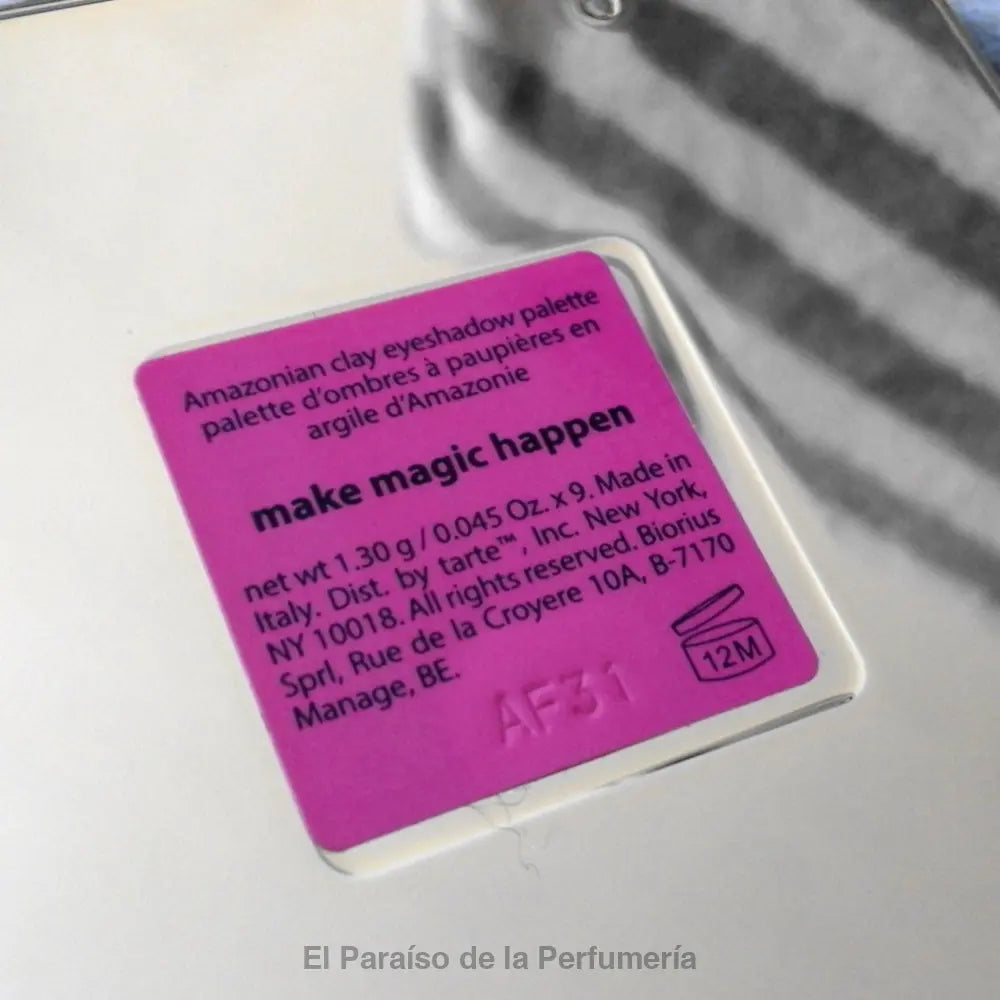 Amazonian clay eyeshadow palette
palette d'ombres à paupières en
argile d'Amazonie
make magic happen
net wt 1.30 g / 0.045 Oz. x 9. Made in
Italy. Dist. by tarte™, Inc. New York,
NY 10018. All rights reserved. Biorius
Sprl, Rue de la Croyere 10A, B-7170
Manage, BE.
12M
AF31
El Paraíso de la Perfumería